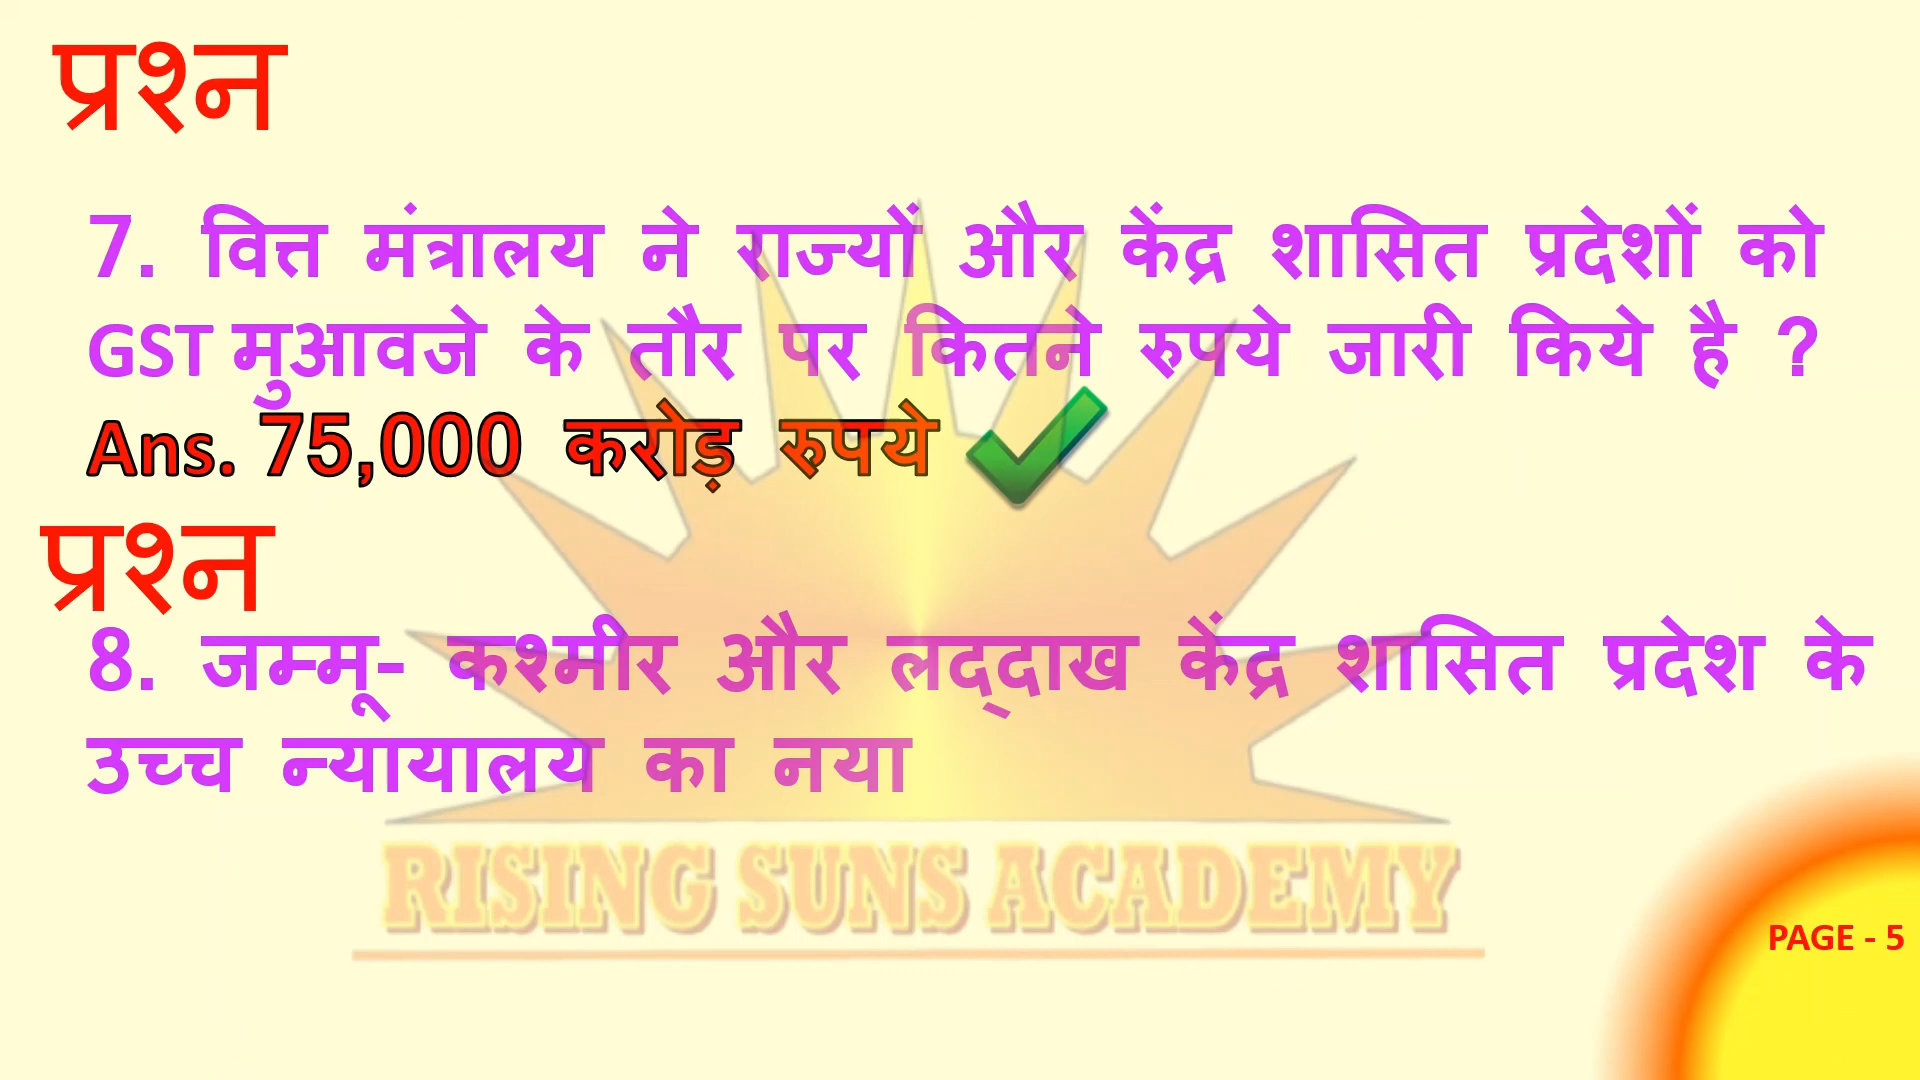 प्रश्न
7. वित्त मंत्रालय ने राज्यों और केंद्र शासित प्रदेशों को
GST मुआवजे के तौर पर कितने रुपये जारी किये है ?
Ans. 75,000 करोड़ रुपये
प्रश्न
8. जम्मू- कश्मीर और लद्‌दाख केंद्र शासित प्रदेश के
उच्च न्यायालय का नया
RISING SUNS ACADEMY
PAGE - 5